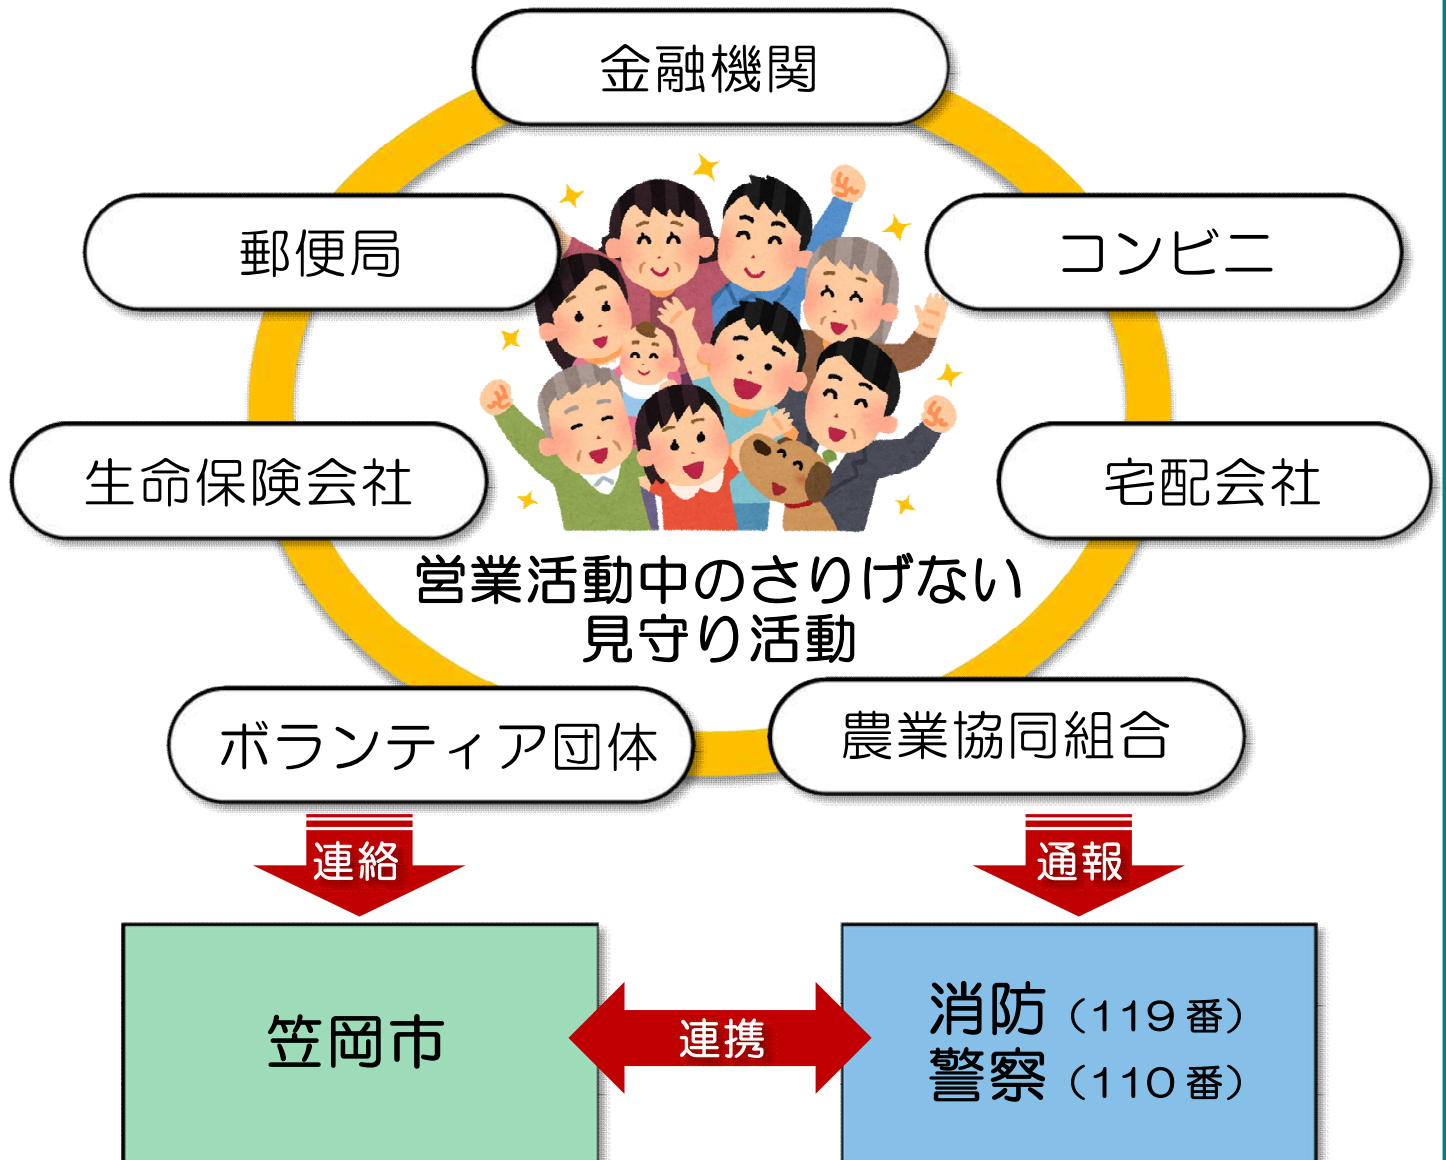 金融機関
郵便局
コンビニ
生命保険会社
宅配会社
営業活動中のさりげない
見守り活動
ボランティア団体
農業協同組合
連絡
通報
笠岡市
連携
消防（119番）
警察（110番）